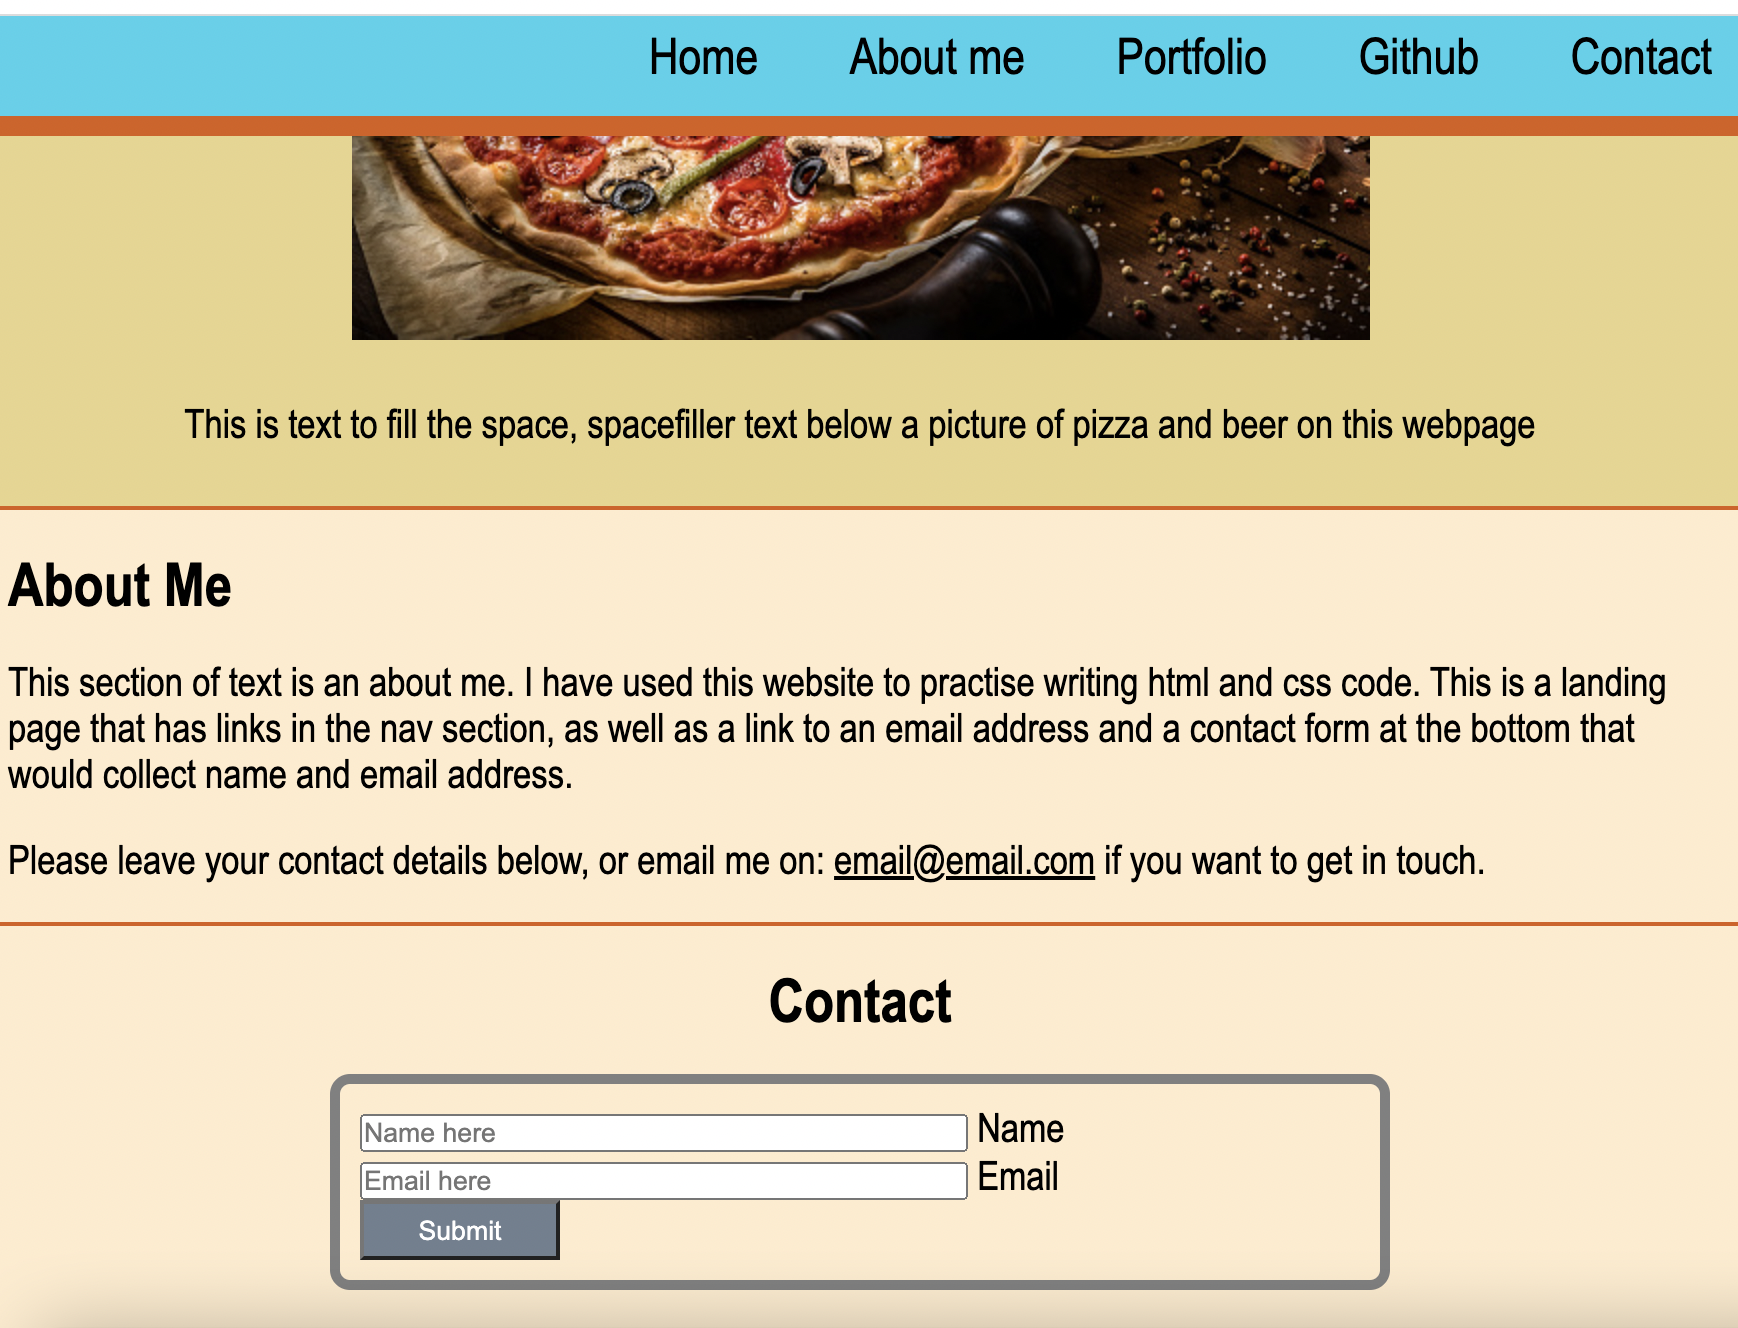 Home About me Portfolio Github Contact
This is text to fill the space, spacefiller text below a picture of pizza and beer on this webpage
About Me
This section of text is an about me. I have used this website to practise writing html and css code. This is a landing
page that has links in the nav section, as well as a link to an email address and a contact form at the bottom that
would collect name and email address.
Please leave your contact details below, or email me on: email@email.com if you want to get in touch.
Contact
Name here Name
Email here Email
Submit